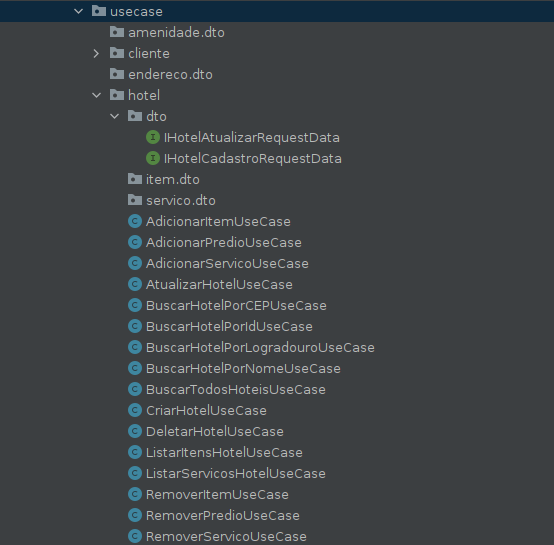 usecase
amenidade.dto
cliente
endereco.dto
hotel
dto
I IHotelAtualizarRequestData
I IHotelCadastroRequestData
item.dto
servico.dto
C AdicionarItemUseCase
C AdicionarPredioUseCase
C AdicionarServicoUseCase
C AtualizarHotelUseCase
C BuscarHotelPorCEPUseCase
C BuscarHotelPorIdUseCase
C BuscarHotelPorLogradouroUseCase
C BuscarHotelPorNomeUseCase
C BuscarTodosHoteisUseCase
C CriarHotelUseCase
C DeletarHotelUseCase
C ListarItensHotelUseCase
C ListarServicosHotelUseCase
C RemoverItemUseCase
C RemoverPredioUseCase
C RemoverServicoUseCase